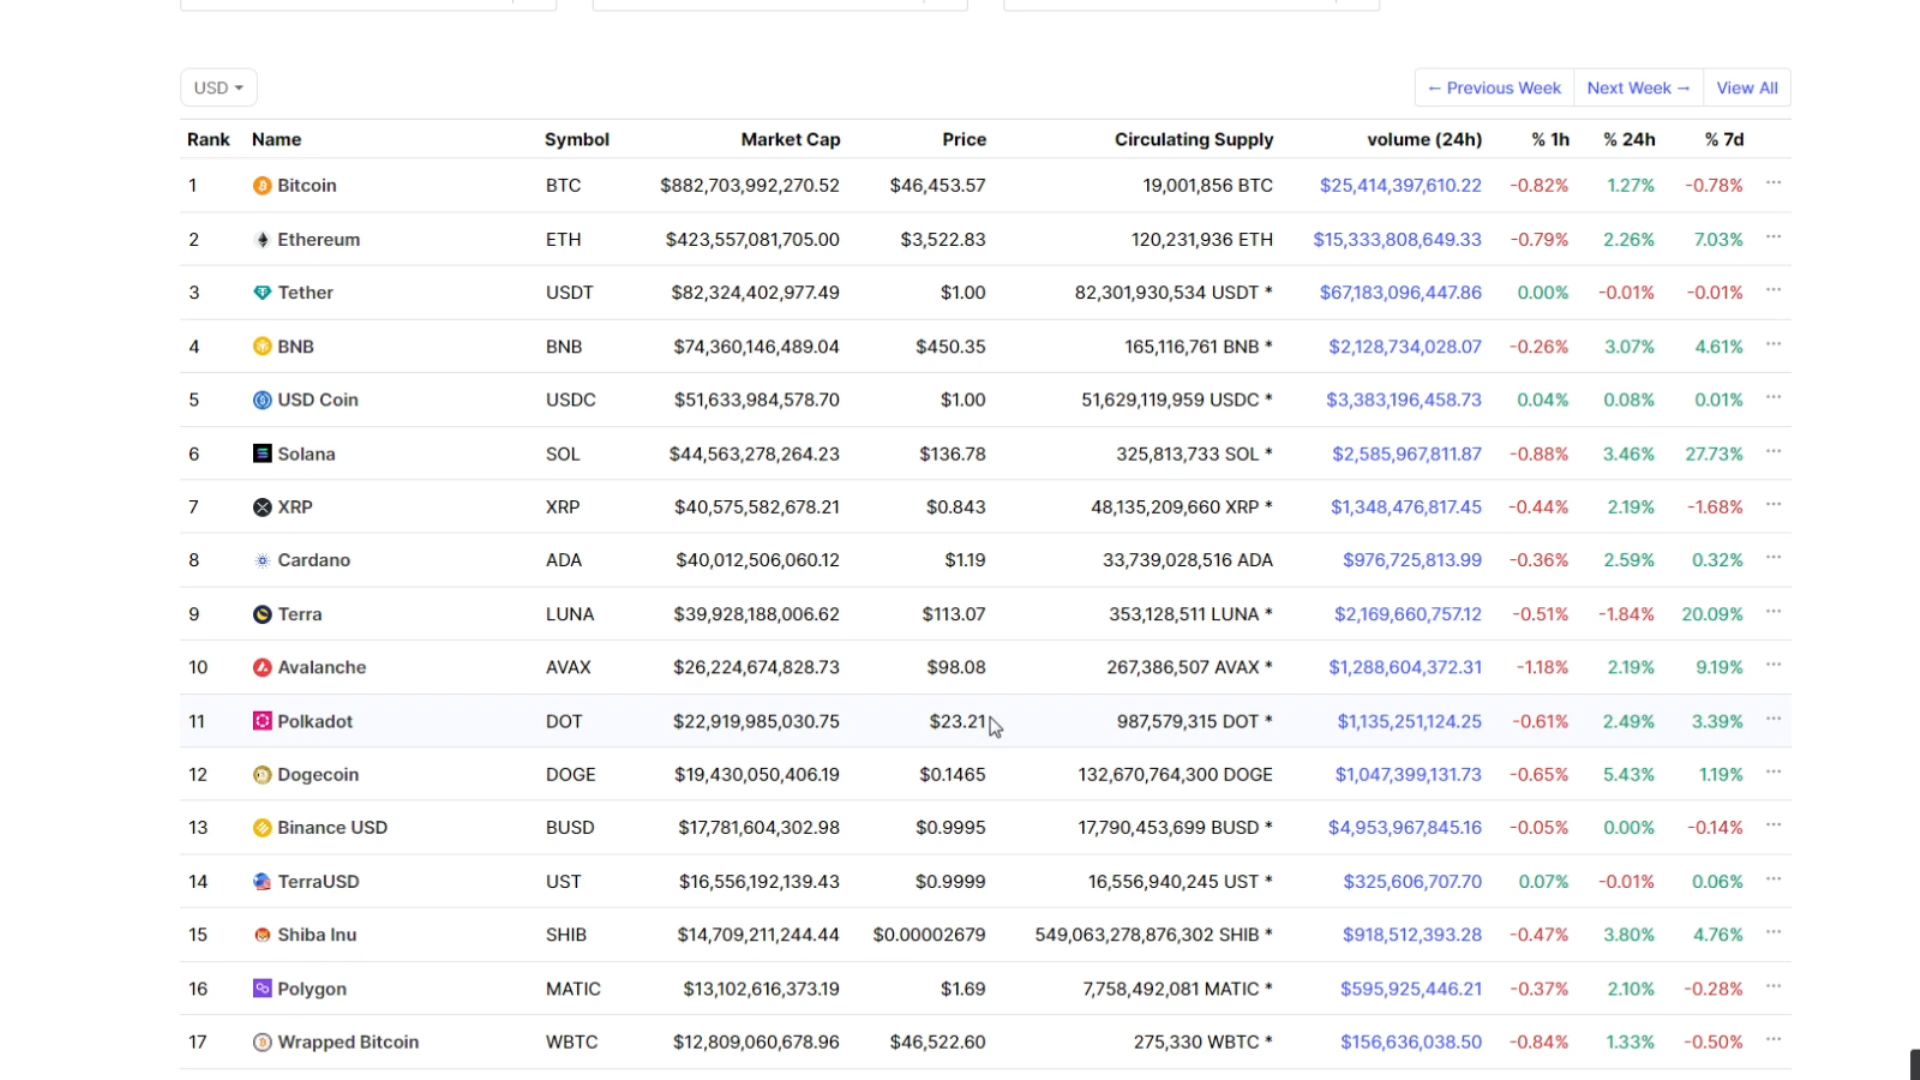 USD
← Previous Week Next Week → View All
Rank Name Symbol Market Cap Price Circulating Supply volume (24h) % 1h % 24h % 7d
1 Bitcoin BTC $882,703,992,270.52 $46,453.57 19,001,856 BTC $25,414,397,610.22 -0.82% 1.27% -0.78% ...
2 Ethereum ETH $423,557,081,705.00 $3,522.83 120,231,936 ETH $15,333,808,649.33 -0.79% 2.26% 7.03% ...
3 Tether USDT $82,324,402,977.49 $1.00 82,301,930,534 USDT * $67,183,096,447.86 0.00% -0.01% -0.01% ...
4 BNB BNB $74,360,146,489.04 $450.35 165,116,761 BNB * $2,128,734,028.07 -0.26% 3.07% 4.61% ...
5 USD Coin USDC $51,633,984,578.70 $1.00 51,629,119,959 USDC * $3,383,196,458.73 0.04% 0.08% 0.01% ...
6 Solana SOL $44,563,278,264.23 $136.78 325,813,733 SOL * $2,585,967,811.87 -0.88% 3.46% 27.73% ...
7 XRP XRP $40,575,582,678.21 $0.843 48,135,209,660 XRP * $1,348,476,817.45 -0.44% 2.19% -1.68% ...
8 Cardano ADA $40,012,506,060.12 $1.19 33,739,028,516 ADA $976,725,813.99 -0.36% 2.59% 0.32% ...
9 Terra LUNA $39,928,188,006.62 $113.07 353,128,511 LUNA * $2,169,660,757.12 -0.51% -1.84% 20.09% ...
10 Avalanche AVAX $26,224,674,828.73 $98.08 267,386,507 AVAX * $1,288,604,372.31 -1.18% 2.19% 9.19% ...
11 Polkadot DOT $22,919,985,030.75 $23.21 987,579,315 DOT * $1,135,251,124.25 -0.61% 2.49% 3.39% ...
12 Dogecoin DOGE $19,430,050,406.19 $0.1465 132,670,764,300 DOGE $1,047,399,131.73 -0.65% 5.43% 1.19% ...
13 Binance USD BUSD $17,781,604,302.98 $0.9995 17,790,453,699 BUSD * $4,953,967,845.16 -0.05% 0.00% -0.14% ...
14 TerraUSD UST $16,556,192,139.43 $0.9999 16,556,940,245 UST * $325,606,707.70 0.07% -0.01% 0.06% ...
15 Shiba Inu SHIB $14,709,211,244.44 $0.00002679 549,063,278,876,302 SHIB * $918,512,393.28 -0.47% 3.80% 4.76% ...
16 Polygon MATIC $13,102,616,373.19 $1.69 7,758,492,081 MATIC * $595,925,446.21 -0.37% 2.10% -0.28% ...
17 Wrapped Bitcoin WBTC $12,809,060,678.96 $46,522.60 275,330 WBTC * $156,636,038.50 -0.84% 1.33% -0.50% ...